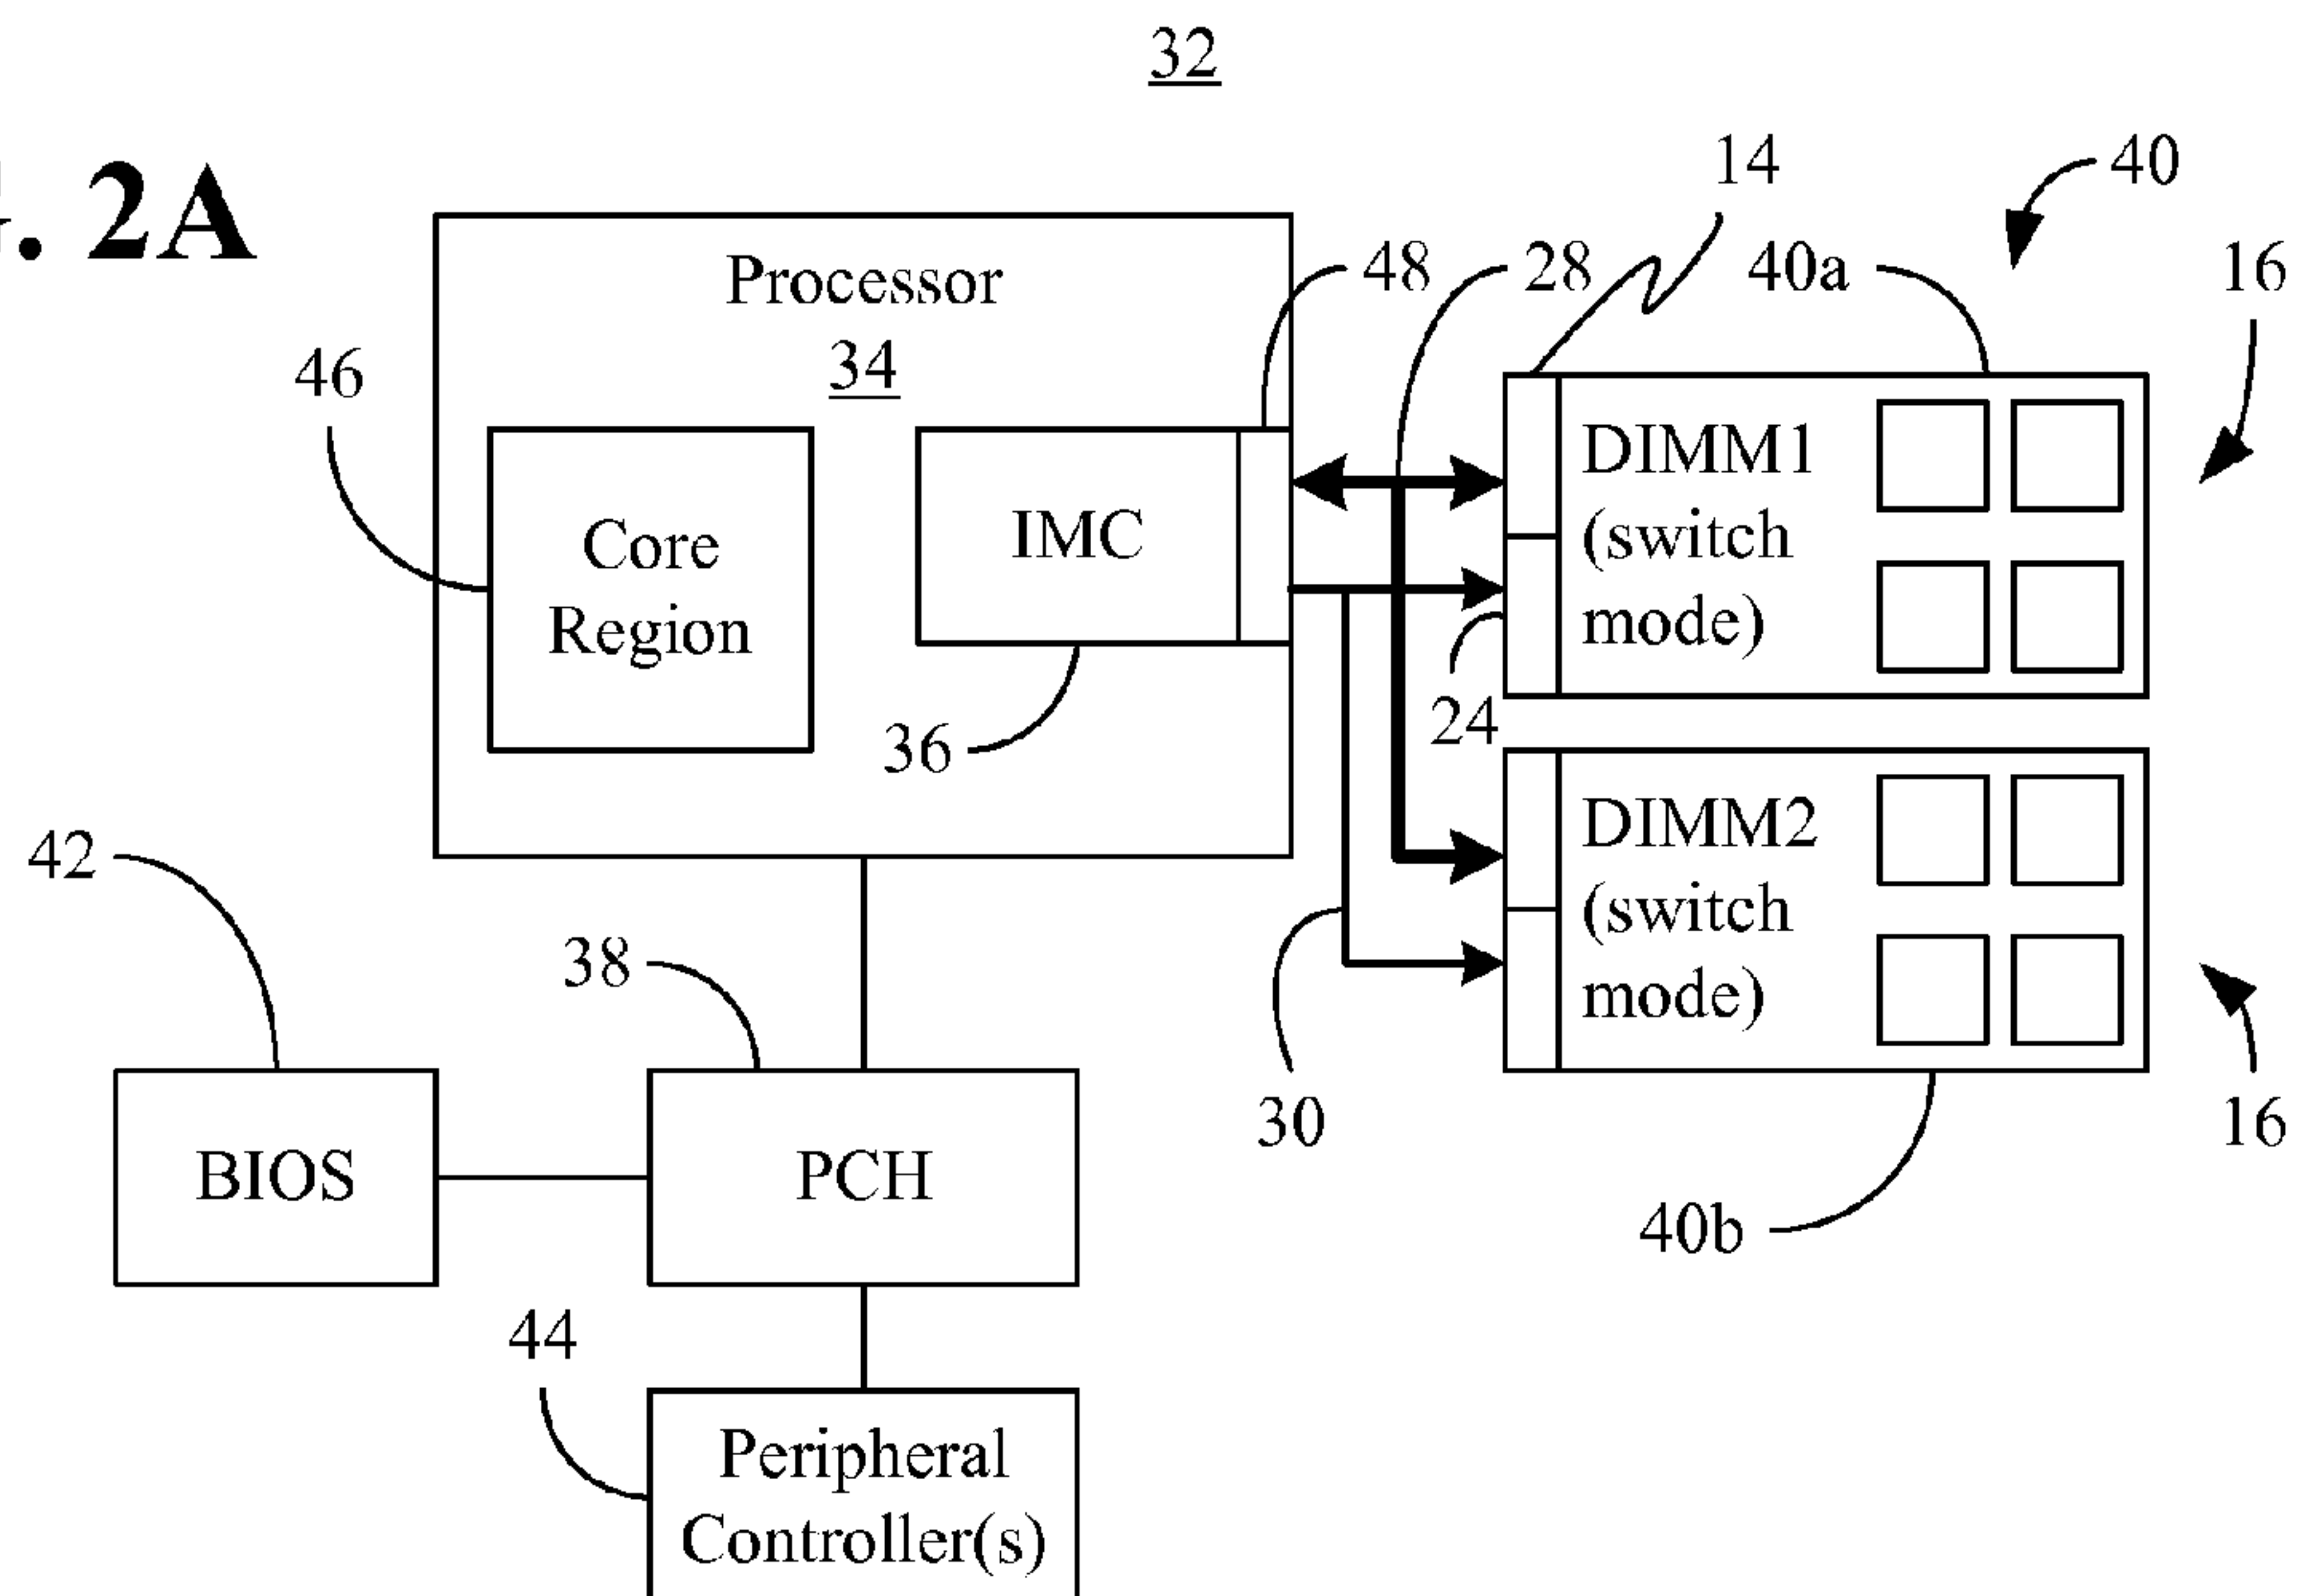 32
. 2A
14
40
48
28
40a
16
Processor
34
46
Core
Region
IMC
DIMM1
(switch
mode)
24
36
42
38
DIMM2
(switch
mode)
30
16
40b
BIOS
PCH
44
Peripheral
Controller(s)